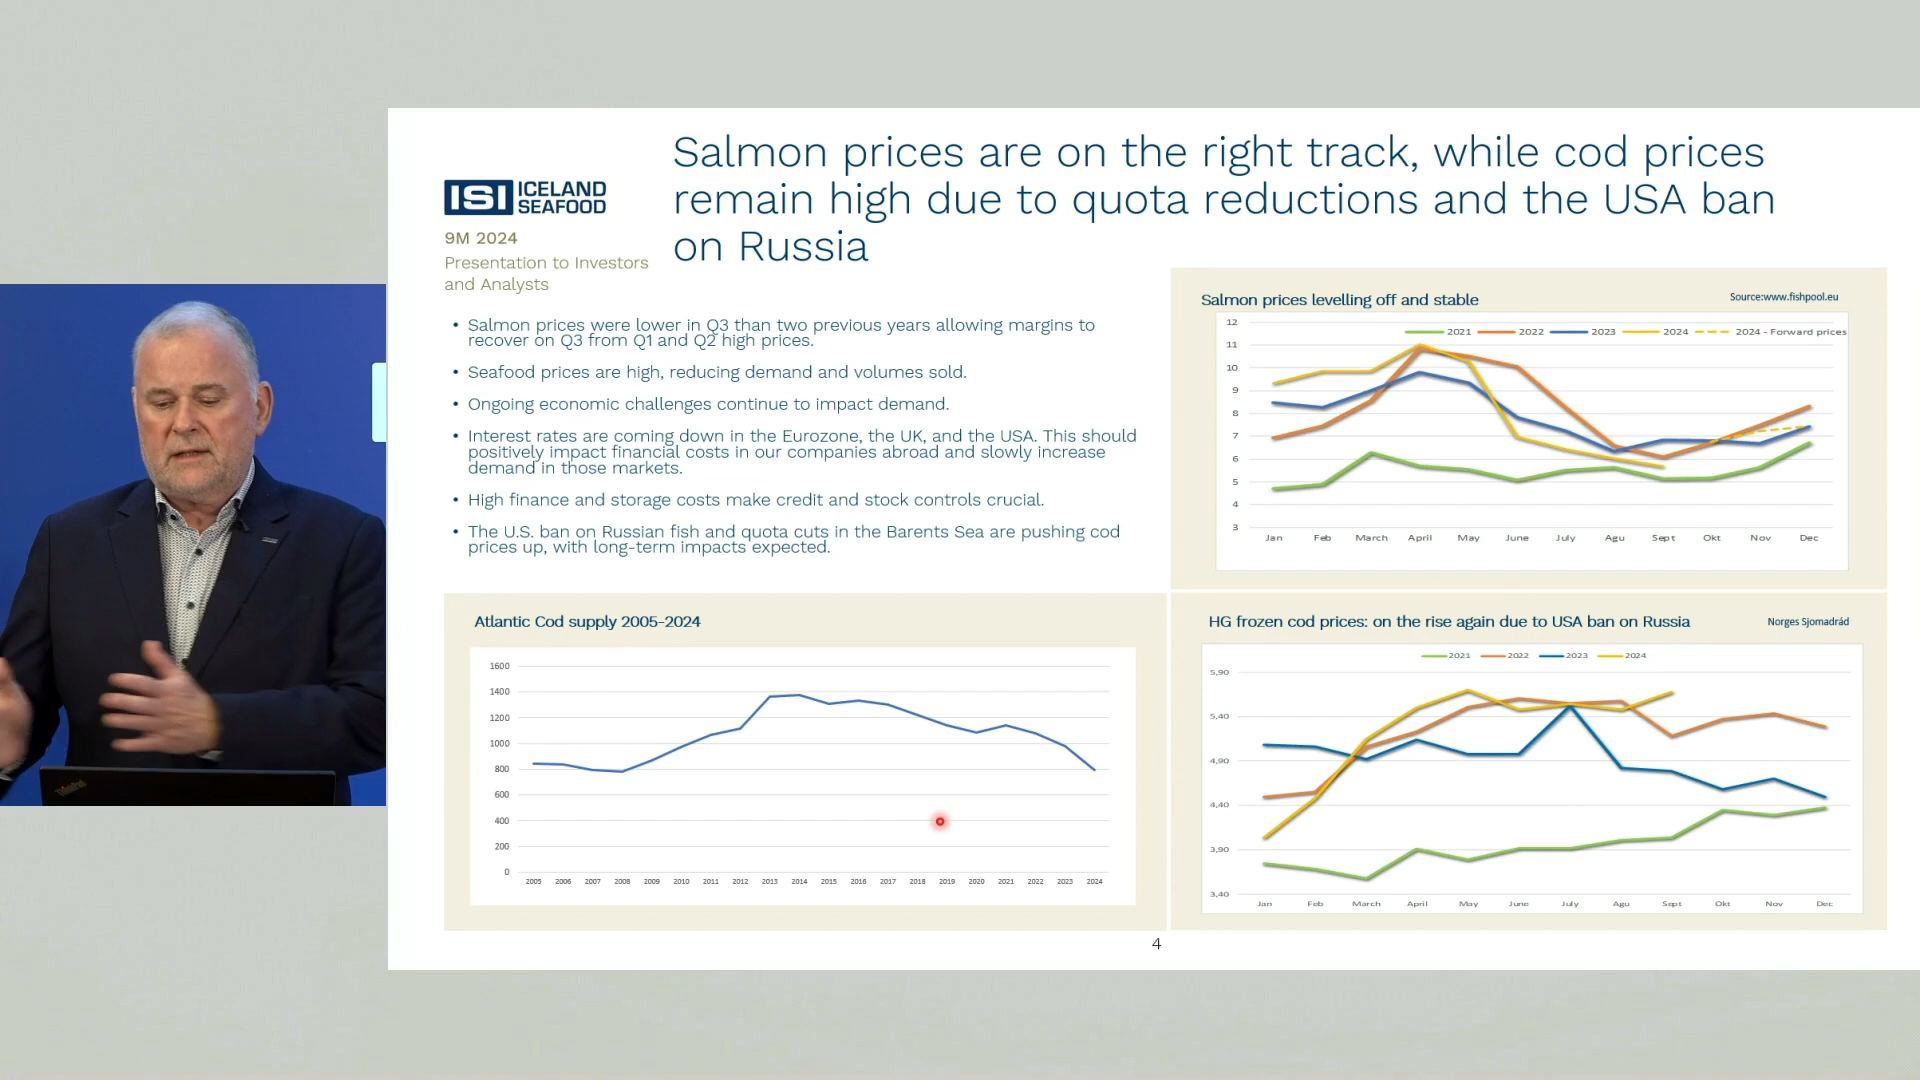 Salmon prices are on the right track, while cod prices
remain high due to quota reductions and the USA ban
on Russia
ISI ICELAND
SEAFOOD
9M 2024
Presentation to Investors
and Analysts
• Salmon prices were lower in Q3 than two previous years allowing margins to
recover on Q3 from Q1 and Q2 high prices.
• Seafood prices are high, reducing demand and volumes sold.
• Ongoing economic challenges continue to impact demand.
• Interest rates are coming down in the Eurozone, the UK, and the USA. This should
positively impact financial costs in our companies abroad and slowly increase
demand in those markets.
• High finance and storage costs make credit and stock controls crucial.
• The U.S. ban on Russian fish and quota cuts in the Barents Sea are pushing cod
prices up, with long-term impacts expected.
Salmon prices levelling off and stable
Source:www.fishpool.eu
2021 2022 2023 2024 2024 - Forward prices
12
11
10
9
8
7
6
5
4
3
Jan Feb March April May June July Agu Sept Okt Nov Dec
Atlantic Cod supply 2005-2024
1600
1400
1200
1000
800
600
400
200
0
2005 2006 2007 2008 2009 2010 2011 2012 2013 2014 2015 2016 2017 2018 2019 2020 2021 2022 2023 2024
HG frozen cod prices: on the rise again due to USA ban on Russia
Norges Sjomadrád
2021 2022 2023 2024
5,90
5,40
4,90
4,40
3,90
3,40
Jan Feb March April May June July Agu Sept Okt Nov Dec
4
ThinkPad